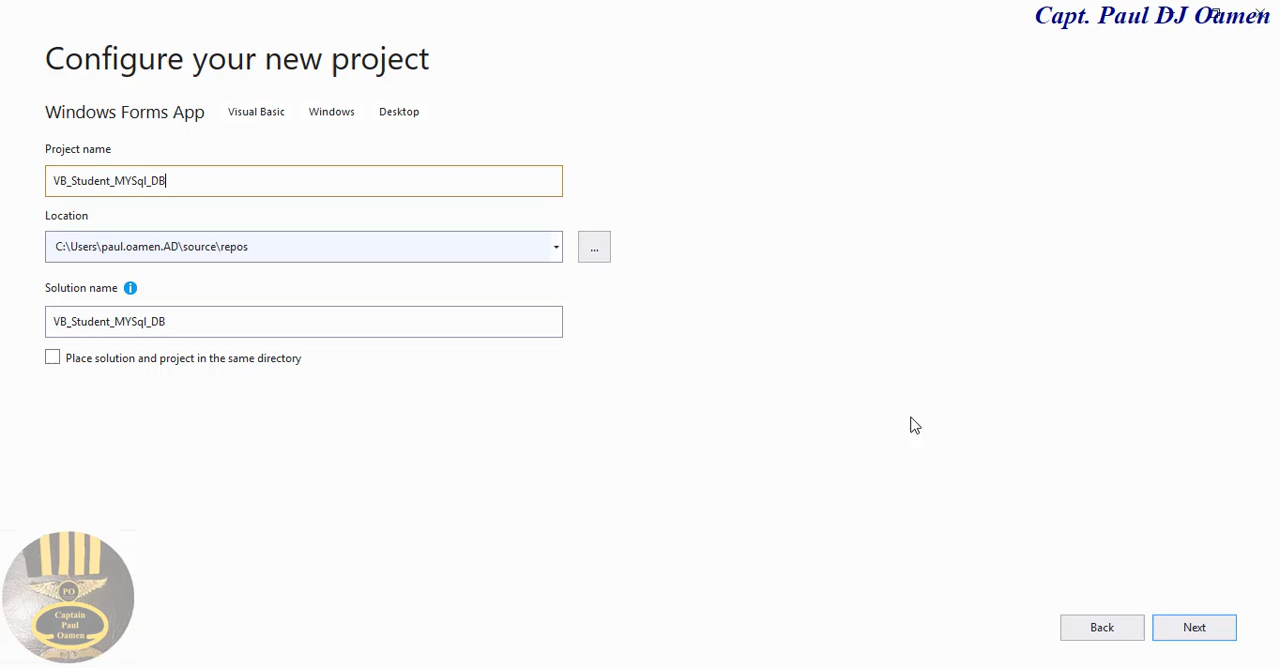 Capt. Paul DJ Oamen
Configure your new project
Windows Forms App Visual Basic Windows Desktop
Project name
VB_Student_MYSql_DB
Location
C:\Users\paul.oamen.AD\source\repos
...
Solution name
VB_Student_MYSql_DB
Place solution and project in the same directory
PO
Captain
Paul
Oamen
Back Next